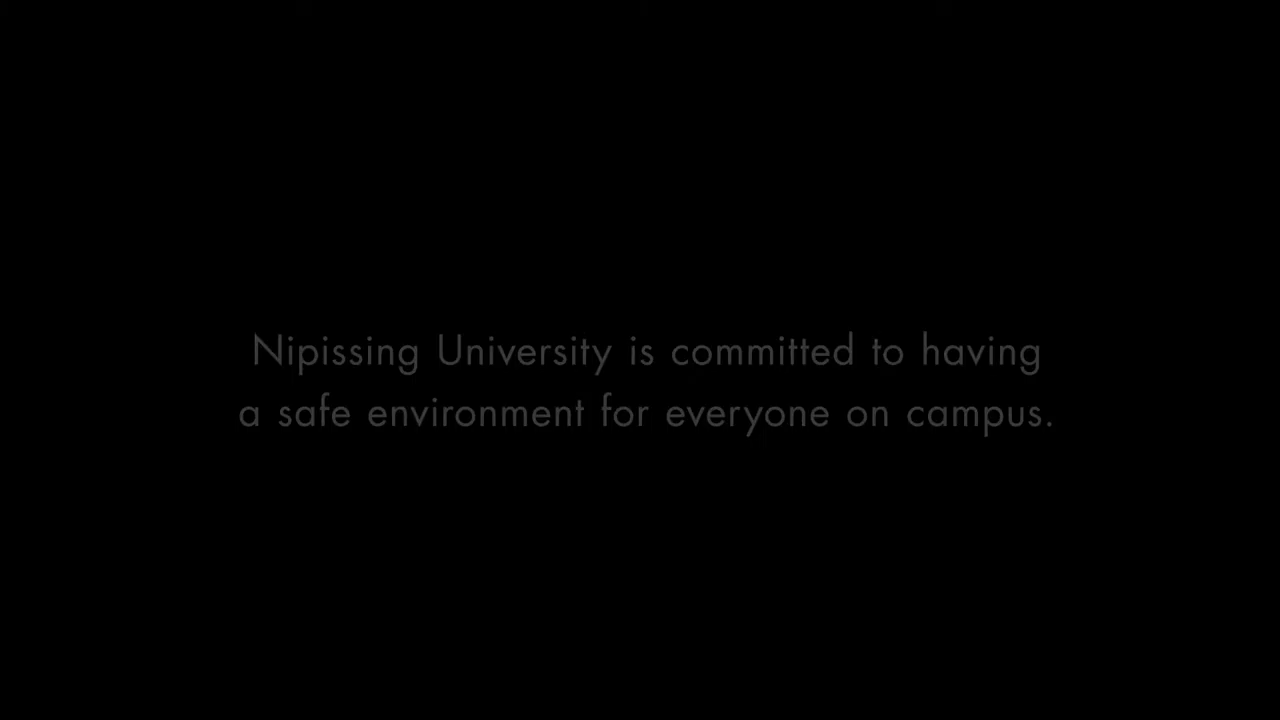 Nipissing University is committed to having
a safe environment for everyone on campus.